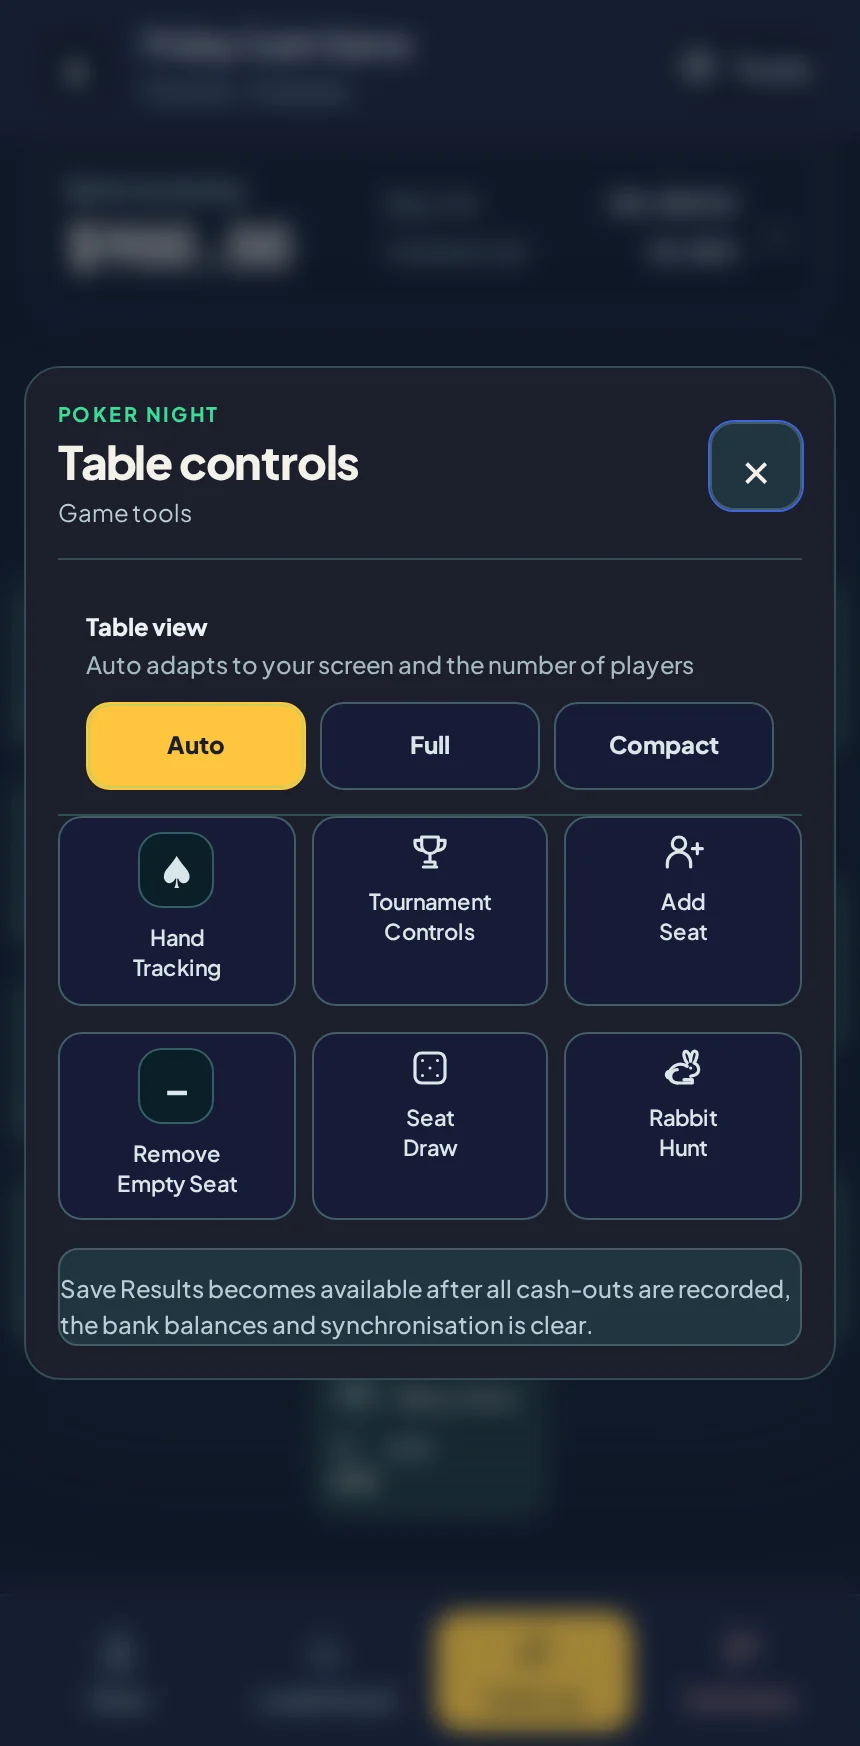 POKER NIGHT
Table controls
Game tools
×
Table view
Auto adapts to your screen and the number of players
Auto
Full
Compact
Hand
Tracking
Tournament
Controls
Add
Seat
Remove
Empty Seat
Seat
Draw
Rabbit
Hunt
Save Results becomes available after all cash-outs are recorded,
the bank balances and synchronisation is clear.